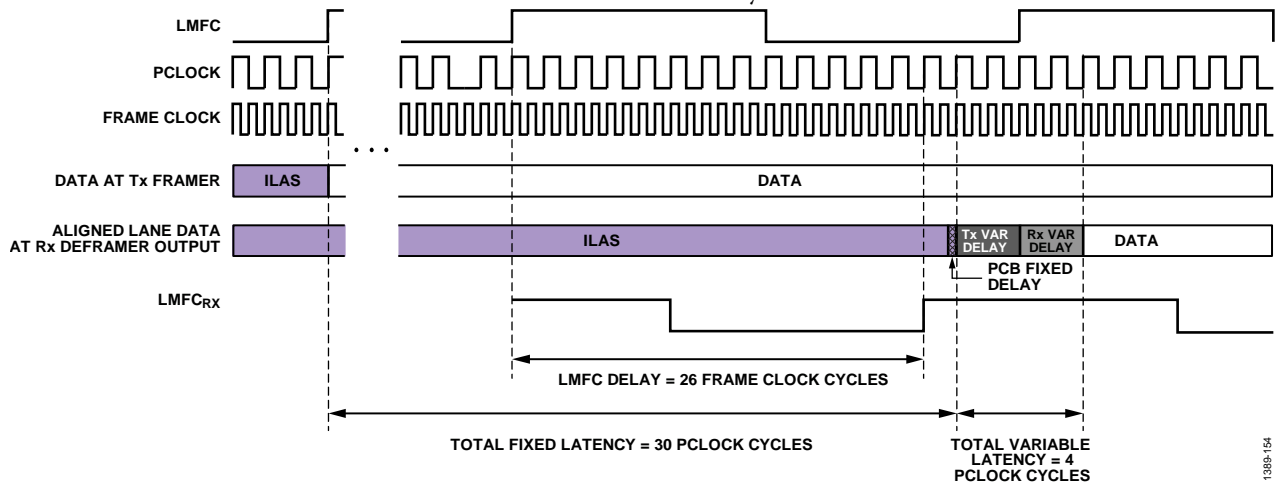 LMFC
PCLOCK
FRAME CLOCK
. . .
DATA AT Tx FRAMER
ILAS
DATA
ALIGNED LANE DATA
AT Rx DEFRAMER OUTPUT
ILAS
Tx VAR
DELAY
Rx VAR
DELAY
DATA
PCB FIXED
DELAY
LMFCRX
LMFC DELAY = 26 FRAME CLOCK CYCLES
TOTAL FIXED LATENCY = 30 PCLOCK CYCLES
TOTAL VARIABLE
LATENCY = 4
PCLOCK CYCLES
1389-154